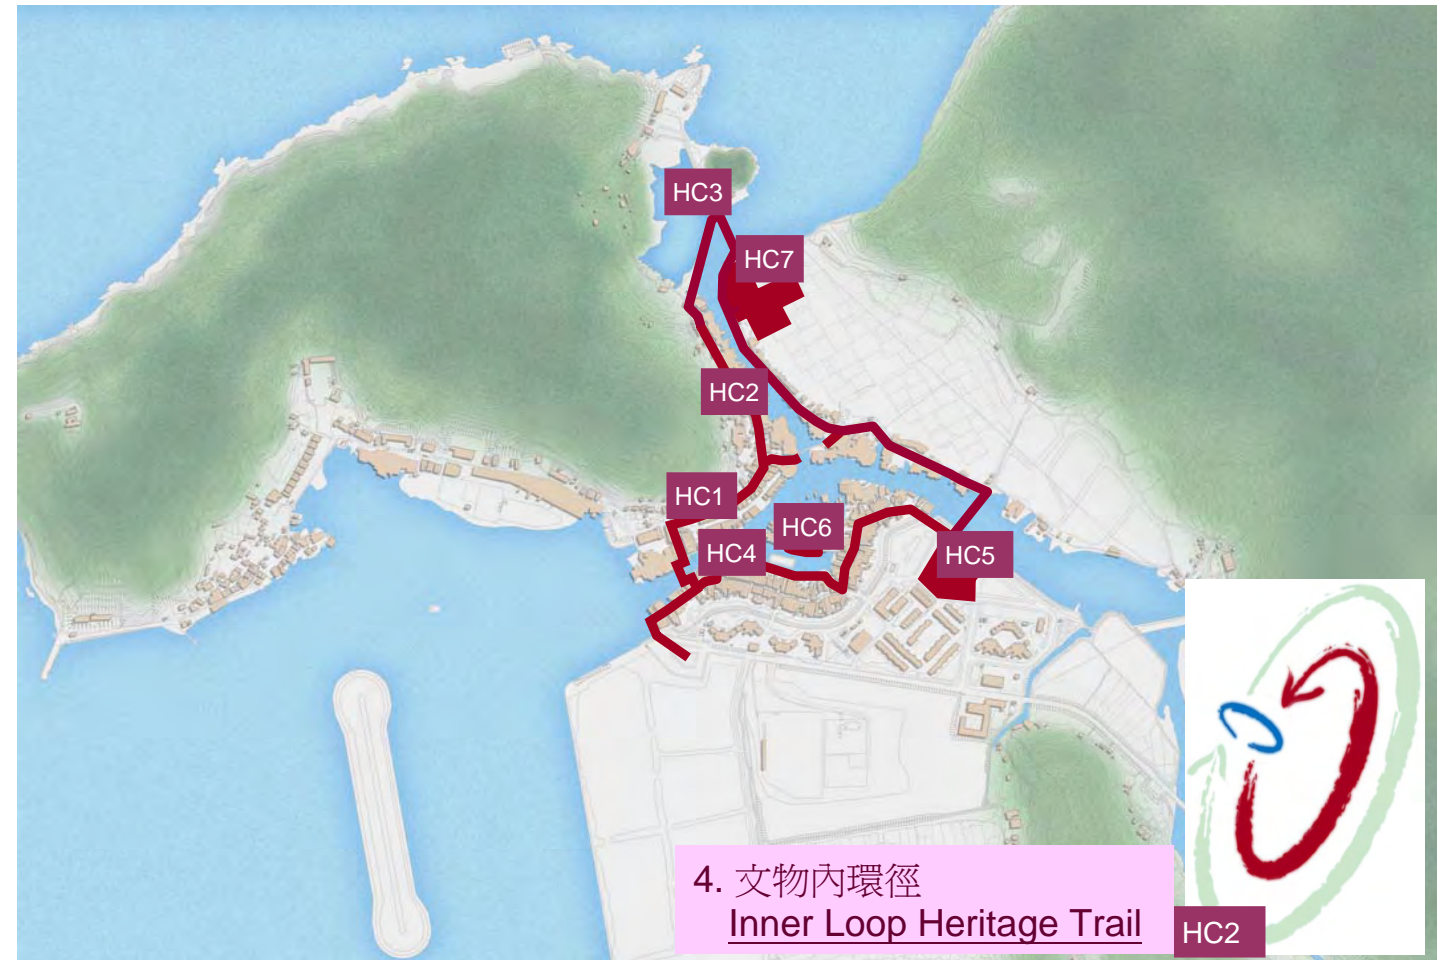 HC3
HC7
HC2
HC1
HC6
HC4
HC5
4. 文物內環徑
Inner Loop Heritage Trail
HC2